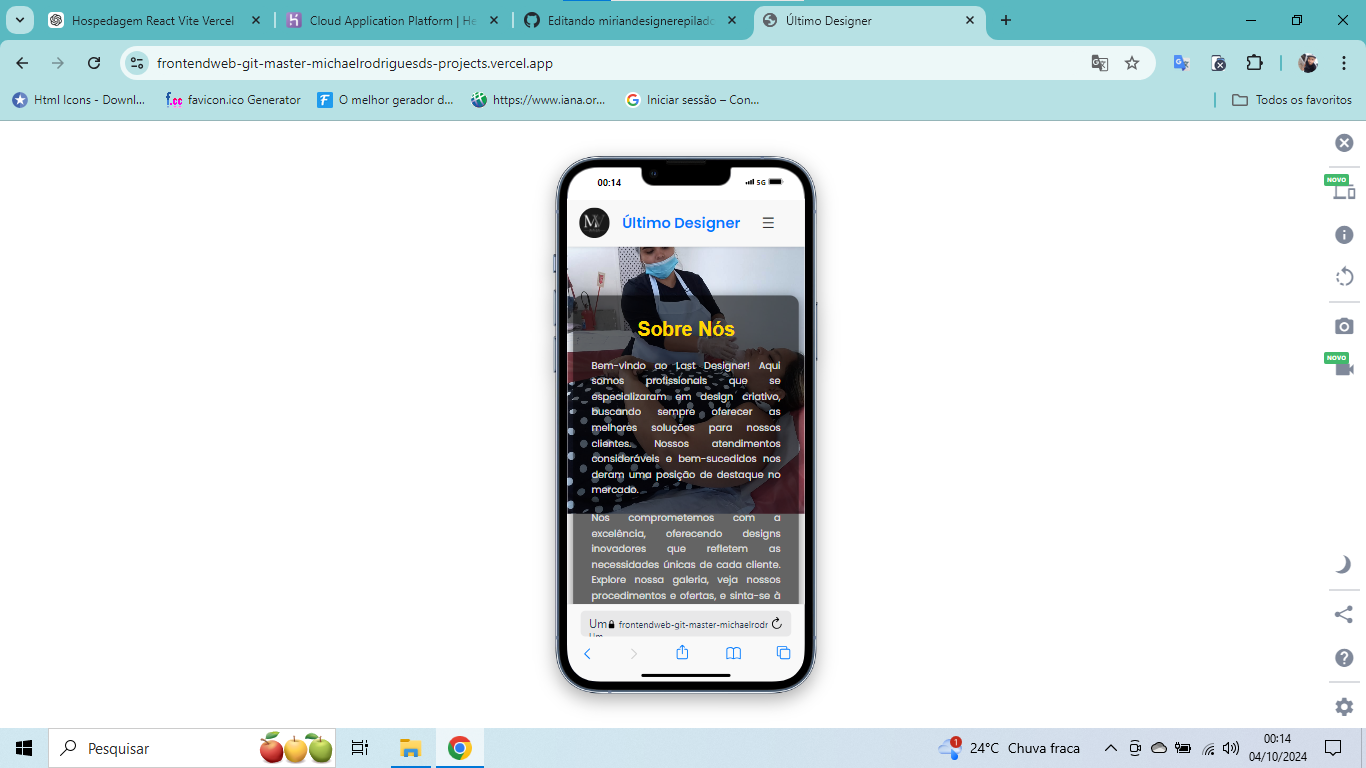 Hospedagem React Vite Vercel
Cloud Application Platform | He
Editando miriandesignerepilado
Último Designer
frontendweb-git-master-michaelrodriguesds-projects.vercel.app
Html Icons - Downl...
favicon.ico Generator
O melhor gerador d...
https://www.iana.or...
Iniciar sessão – Con...
Todos os favoritos
00:14
5G
Último Designer
Sobre Nós
Bem-vindo ao Last Designer! Aqui
somos profissionais que se
especializaram em design criativo,
buscando sempre oferecer as
melhores soluções para nossos
clientes. Nossos atendimentos
consideráveis e bem-sucedidos nos
deram uma posição de destaque no
mercado.
Nos comprometemos com a
excelência, oferecendo designs
inovadores que refletem as
necessidades únicas de cada cliente.
Explore nossa galeria, veja nossos
procedimentos e ofertas, e sinta-se à
Um
frontendweb-git-master-michaelrodr
NOVO
NOVO
Pesquisar
1
24°C Chuva fraca
00:14
04/10/2024